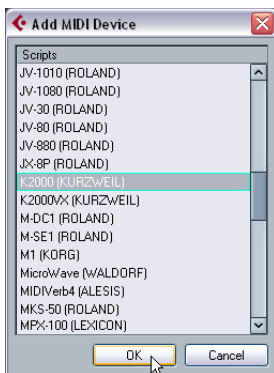 Add MIDI Device
Scripts
JV-1010 (ROLAND)
JV-1080 (ROLAND)
JV-30 (ROLAND)
JV-80 (ROLAND)
JV-880 (ROLAND)
JX-8P (ROLAND)
K2000 (KURZWEIL)
K2000VX (KURZWEIL)
M-DC1 (ROLAND)
M-SE1 (ROLAND)
M1 (KORG)
MicroWave (WALDORF)
MIDIVerb4 (ALESIS)
MKS-50 (ROLAND)
MPX-100 (LEXICON)
OK Cancel